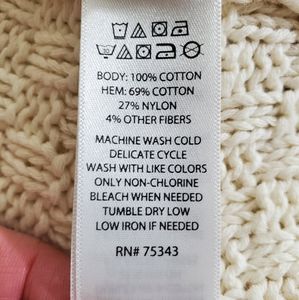 BODY: 100% COTTON
HEM: 69% COTTON
27% NYLON
4% OTHER FIBERS
MACHINE WASH COLD
DELICATE CYCLE
WASH WITH LIKE COLORS
ONLY NON-CHLORINE
BLEACH WHEN NEEDED
TUMBLE DRY LOW
LOW IRON IF NEEDED
RN# 75343